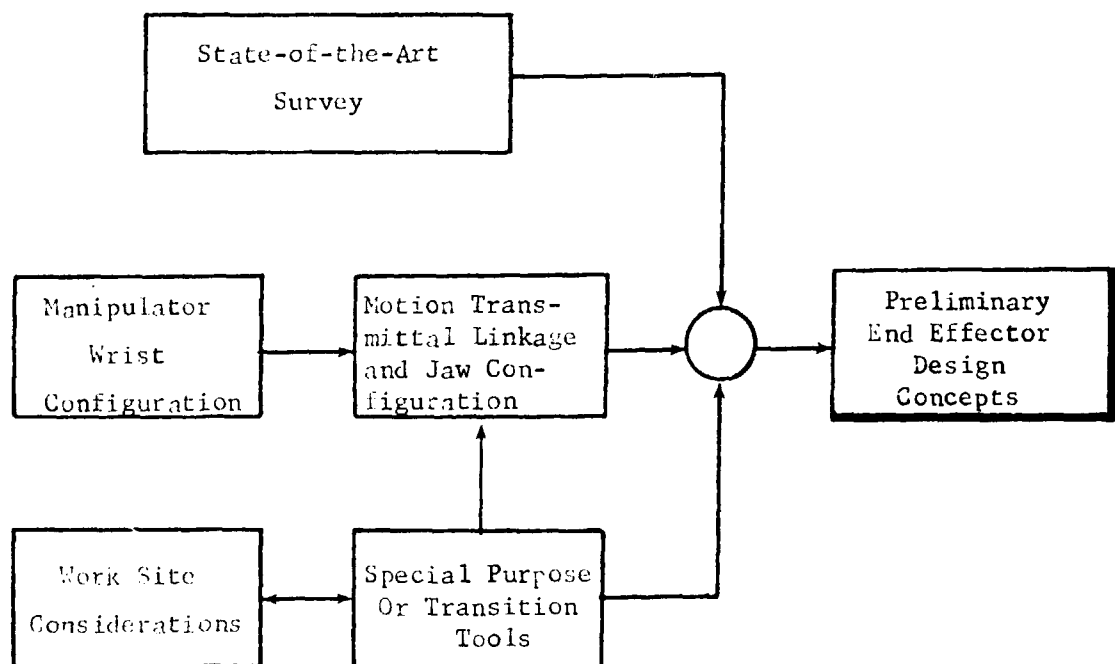 State-of-the-Art
Survey
Manipulator
Wrist
Configuration
Motion Trans-
mittal Linkage
and Jaw Con-
figuration
Preliminary
End Effector
Design
Concepts
Work Site
Considerations
Special Purpose
Or Transition
Tools